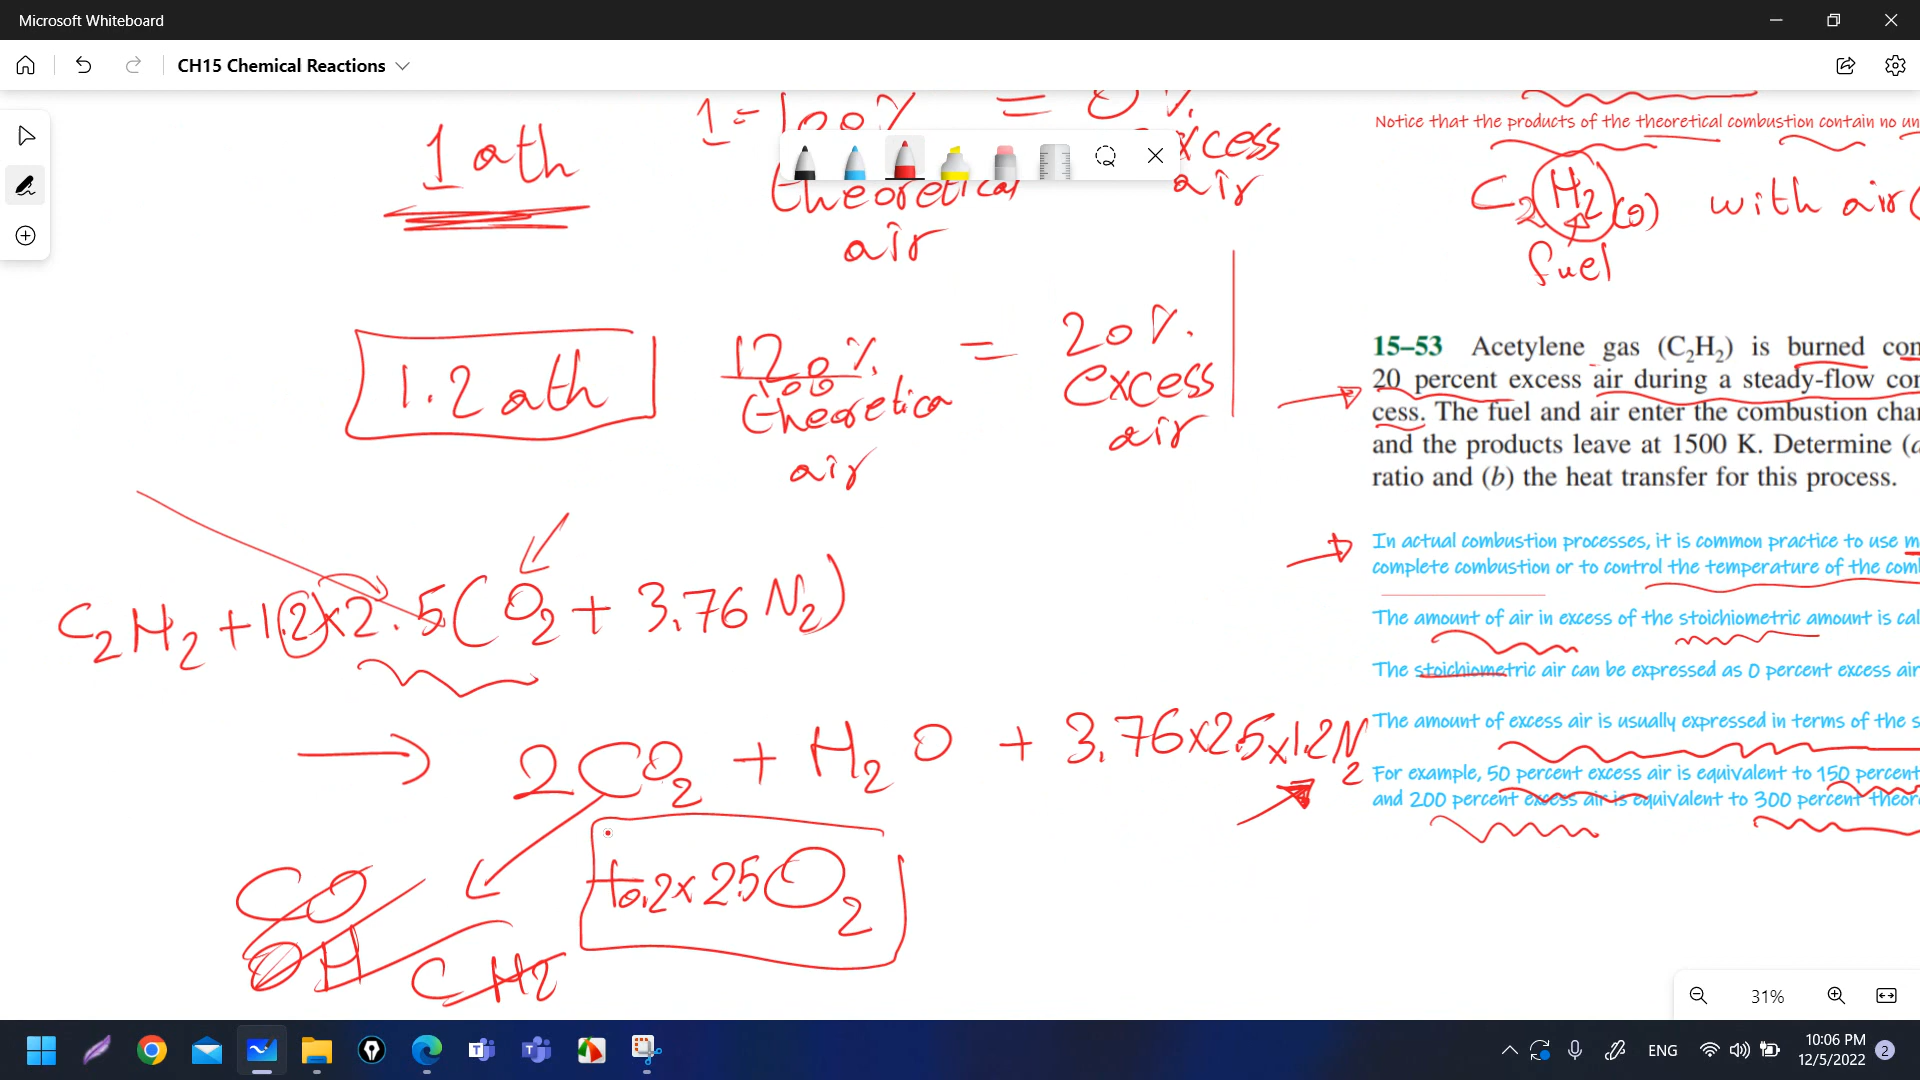 Microsoft Whiteboard
CH15 Chemical Reactions
1 ath
1 = 100% = 0%
theoretical
air
excess
air
1.2 ath
120%
100
theoretica
air
=
20%.
excess
air
C2H2 + 1.2 x 2.5 (O2 + 3.76 N2)
2CO2 + H2O + 3.76x2.5x1.2N2
+0.2x2.5O2
CO
OH
CH2
Notice that the products of the theoretical combustion contain no un
C2H2(g) with air(
fuel
15–53 Acetylene gas (C2H2) is burned con
20 percent excess air during a steady-flow con
cess. The fuel and air enter the combustion chan
and the products leave at 1500 K. Determine (a
ratio and (b) the heat transfer for this process.
In actual combustion processes, it is common practice to use m
complete combustion or to control the temperature of the com
The amount of air in excess of the stoichiometric amount is cal
The stoichiometric air can be expressed as 0 percent excess air
The amount of excess air is usually expressed in terms of the s
For example, 50 percent excess air is equivalent to 150 percent
and 200 percent excess air is equivalent to 300 percent theor
31%
ENG
10:06 PM
12/5/2022
2